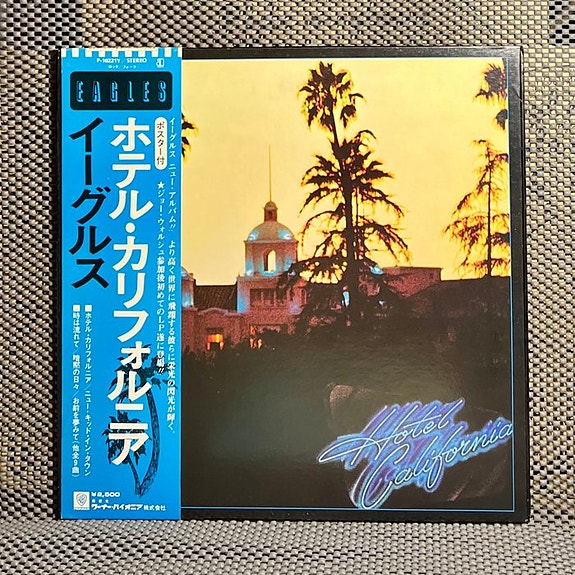 P-10221Y STEREO
EAGLES
ホテル・カリフォルニア
イーグルス
ポスター付
イーグルス ニュー・アルバム!! より高く世界に飛翔する彼らに栄光の閃光が輝く。
★ジョー・ウォルシュ参加後初めてのLP遂に登場!!
■ホテル・カリフォルニア/ニュー・キッド・イン・タウン
■時は流れて・暗黙の日々/お前を夢みて(他全9曲)
¥2,500
ワーナー・パイオニア株式会社
Hotel
California